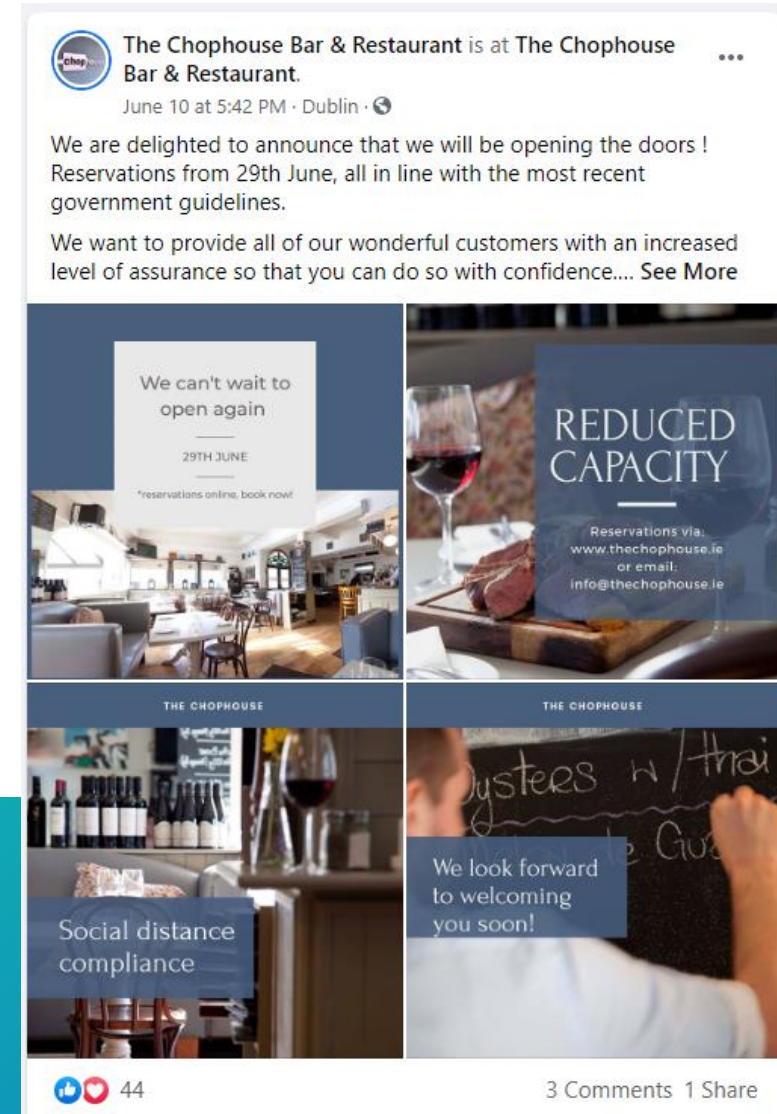 The Chophouse Bar & Restaurant is at The Chophouse
Bar & Restaurant.
June 10 at 5:42 PM · Dublin ·
We are delighted to announce that we will be opening the doors !
Reservations from 29th June, all in line with the most recent
government guidelines.
We want to provide all of our wonderful customers with an increased
level of assurance so that you can do so with confidence.... See More
We can't wait to
open again
29TH JUNE
*reservations online, book now!
REDUCED
CAPACITY
Reservations via:
www.thechophouse.ie
or email:
info@thechophouse.ie
THE CHOPHOUSE
Social distance
compliance
THE CHOPHOUSE
Oysters w/ thai
We look forward
to welcoming
you soon!
44
3 Comments 1 Share